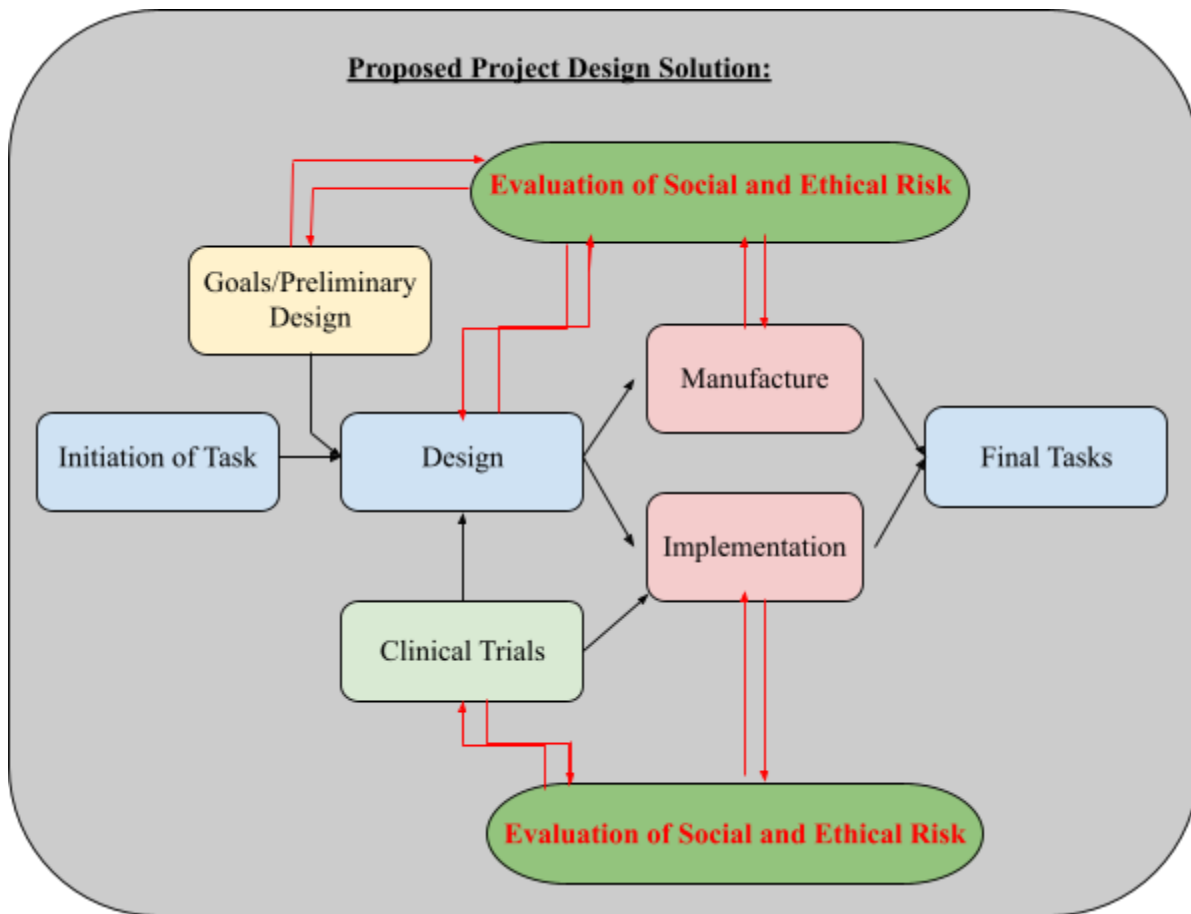 Proposed Project Design Solution:
Evaluation of Social and Ethical Risk
Goals/Preliminary
Design
Manufacture
Initiation of Task
Design
Final Tasks
Implementation
Clinical Trials
Evaluation of Social and Ethical Risk